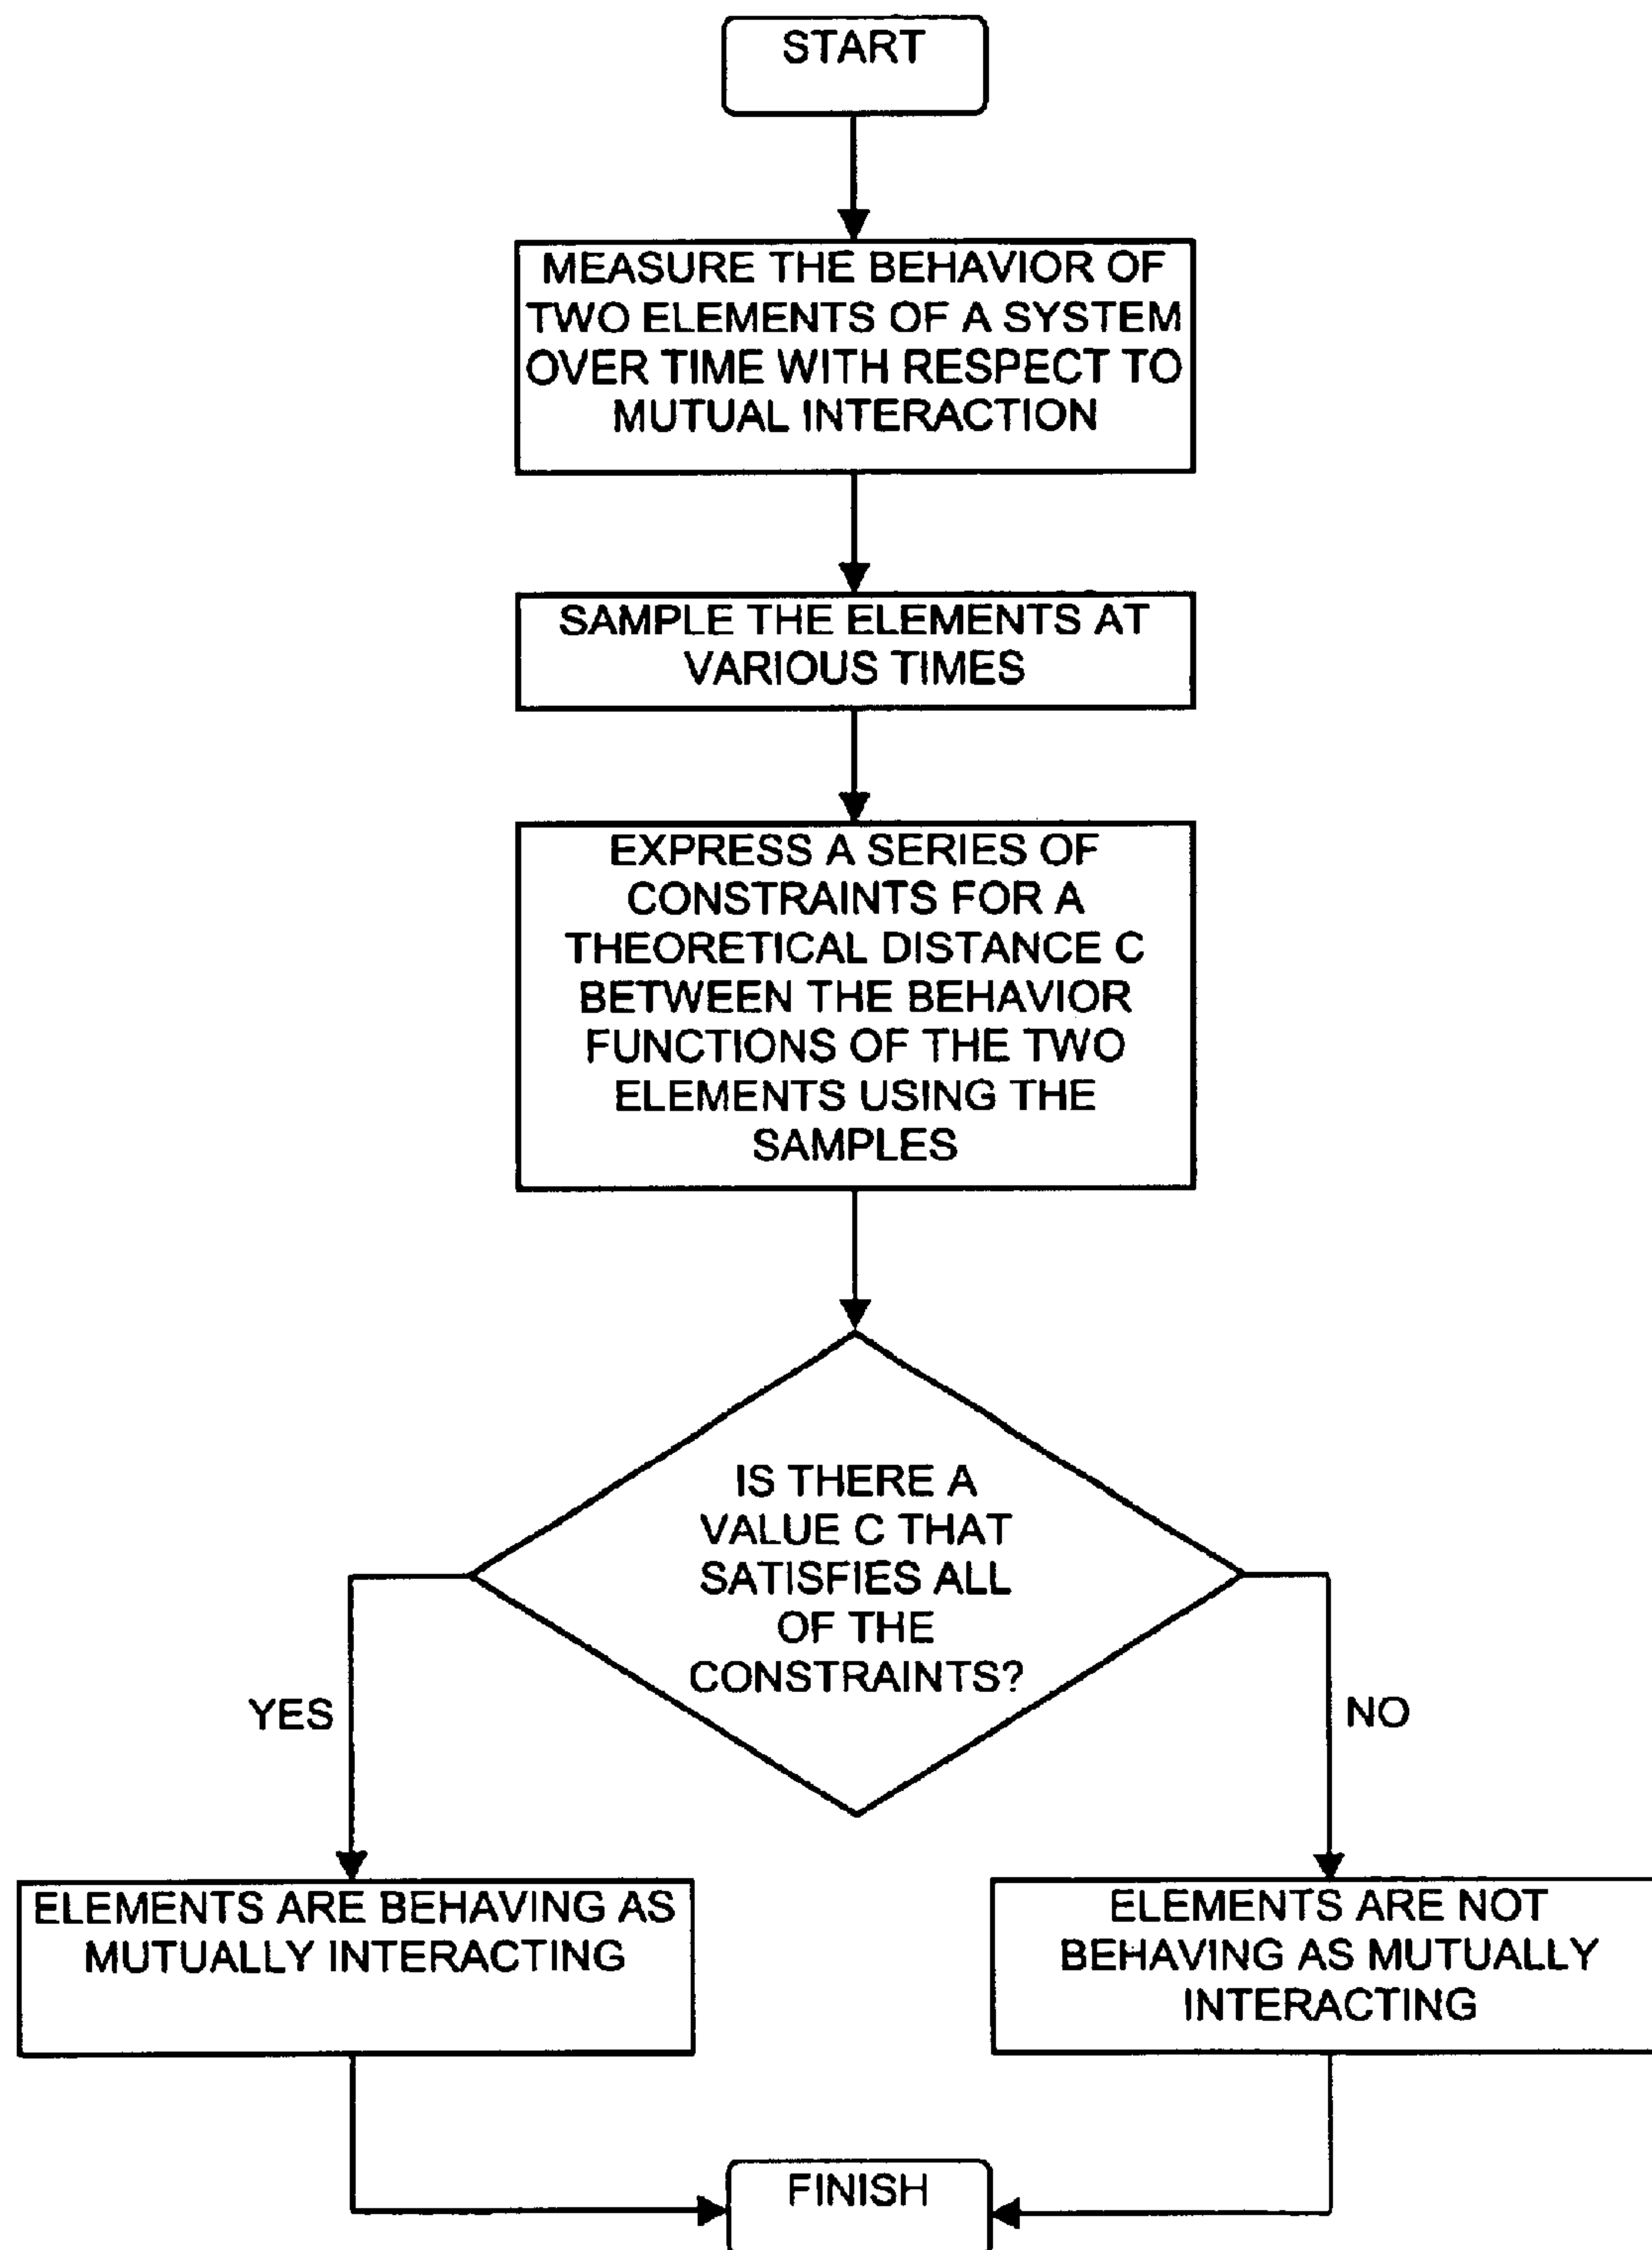 START
MEASURE THE BEHAVIOR OF
TWO ELEMENTS OF A SYSTEM
OVER TIME WITH RESPECT TO
MUTUAL INTERACTION
SAMPLE THE ELEMENTS AT
VARIOUS TIMES
EXPRESS A SERIES OF
CONSTRAINTS FOR A
THEORETICAL DISTANCE C
BETWEEN THE BEHAVIOR
FUNCTIONS OF THE TWO
ELEMENTS USING THE
SAMPLES
IS THERE A
VALUE C THAT
SATISFIES ALL
OF THE
CONSTRAINTS?
YES
NO
ELEMENTS ARE BEHAVING AS
MUTUALLY INTERACTING
ELEMENTS ARE NOT
BEHAVING AS MUTUALLY
INTERACTING
FINISH